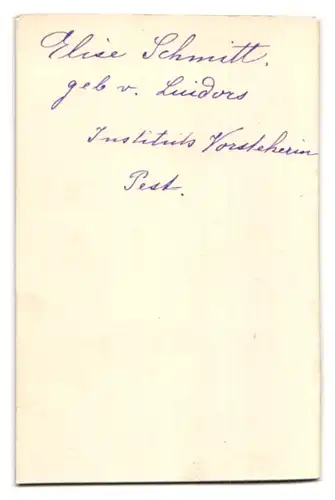 Elise Schmitt.
geb v. Luidors
Instituts Vorsteherin
Pest.